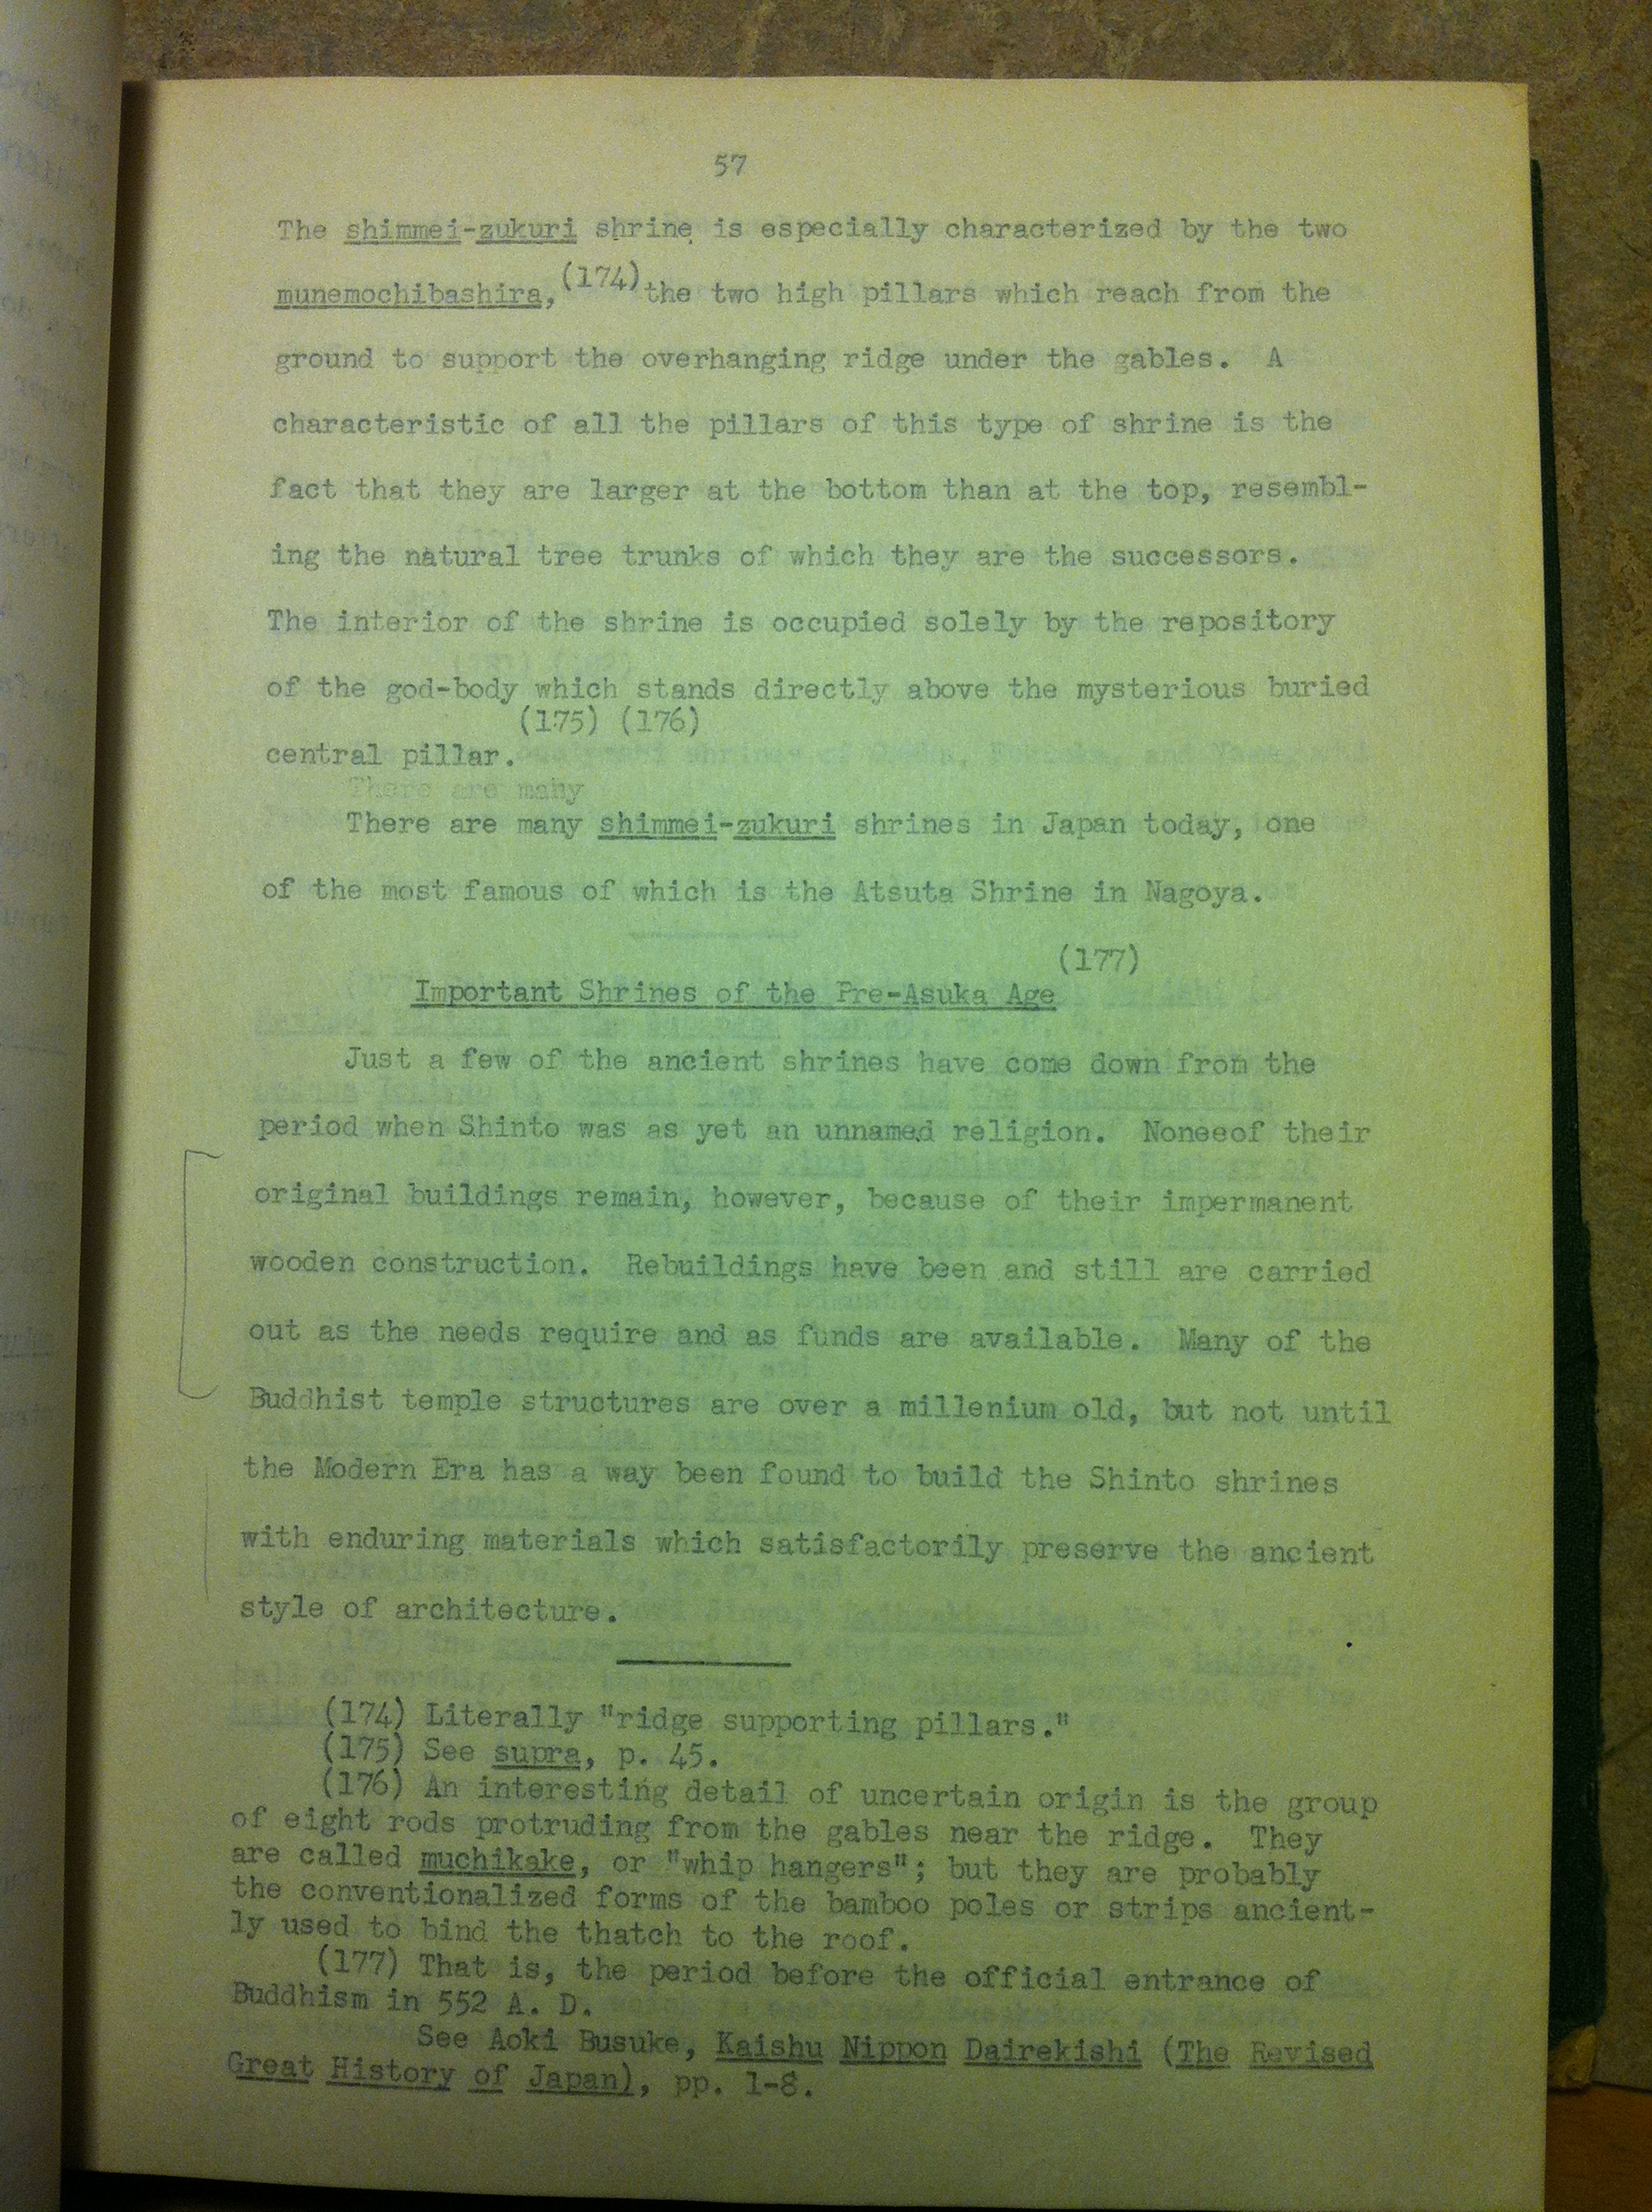 57
The shimmei-zukuri shrine is especially characterized by the two
munemochibashira,(174)the two high pillars which reach from the
ground to support the overhanging ridge under the gables. A
characteristic of all the pillars of this type of shrine is the
fact that they are larger at the bottom than at the top, resembl-
ing the natural tree trunks of which they are the successors.
The interior of the shrine is occupied solely by the repository
of the god-body which stands directly above the mysterious buried
(175) (176)
central pillar.
There are many
There are many shimmei-zukuri shrines in Japan today, one
of the most famous of which is the Atsuta Shrine in Nagoya.
(177)
Important Shrines of the Pre-Asuka Age
Just a few of the ancient shrines have come down from the
period when Shinto was as yet an unnamed religion. Noneeof their
original buildings remain, however, because of their impermanent
wooden construction. Rebuildings have been and still are carried
out as the needs require and as funds are available. Many of the
Buddhist temple structures are over a millenium old, but not until
the Modern Era has a way been found to build the Shinto shrines
with enduring materials which satisfactorily preserve the ancient
style of architecture.
(174) Literally "ridge supporting pillars."
(175) See supra, p. 45.
(176) An interesting detail of uncertain origin is the group
of eight rods protruding from the gables near the ridge. They
are called muchikake, or "whip hangers"; but they are probably
the conventionalized forms of the bamboo poles or strips ancient-
ly used to bind the thatch to the roof.
(177) That is, the period before the official entrance of
Buddhism in 552 A. D.
See Aoki Busuke, Kaishu Nippon Dairekishi (The Revised
Great History of Japan), pp. 1-8.